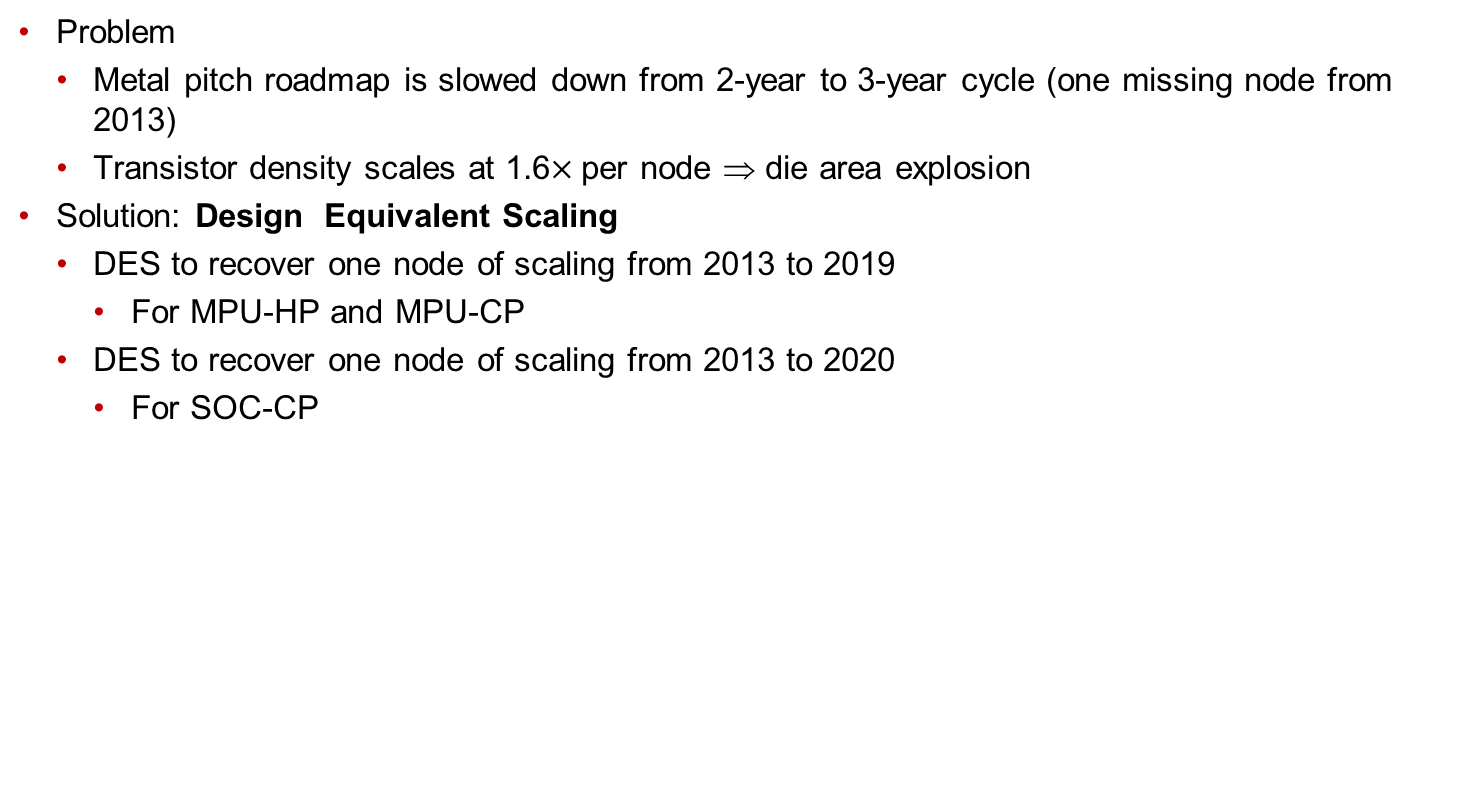 • Problem
• Metal pitch roadmap is slowed down from 2-year to 3-year cycle (one missing node from
2013)
• Transistor density scales at 1.6× per node ⇒ die area explosion
• Solution: Design Equivalent Scaling
• DES to recover one node of scaling from 2013 to 2019
• For MPU-HP and MPU-CP
• DES to recover one node of scaling from 2013 to 2020
• For SOC-CP